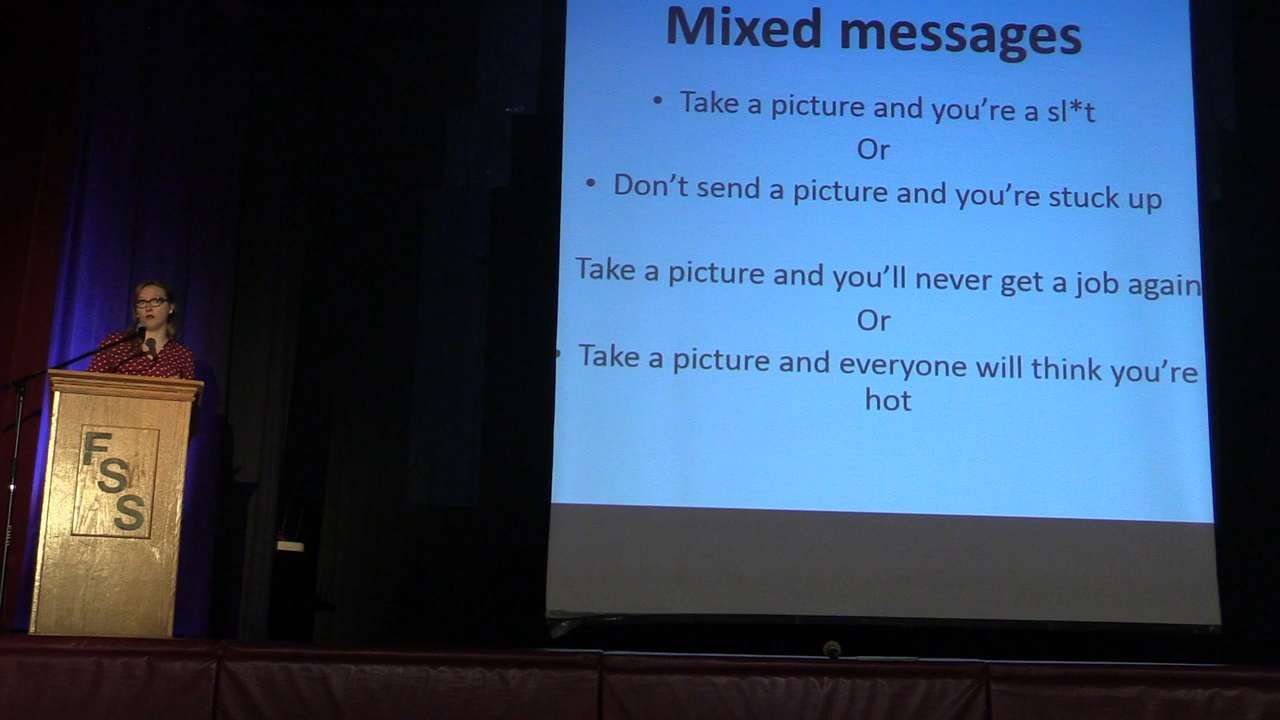 Mixed messages
• Take a picture and you're a sl*t
Or
• Don't send a picture and you're stuck up
Take a picture and you'll never get a job again
Or
• Take a picture and everyone will think you're
hot
FSS